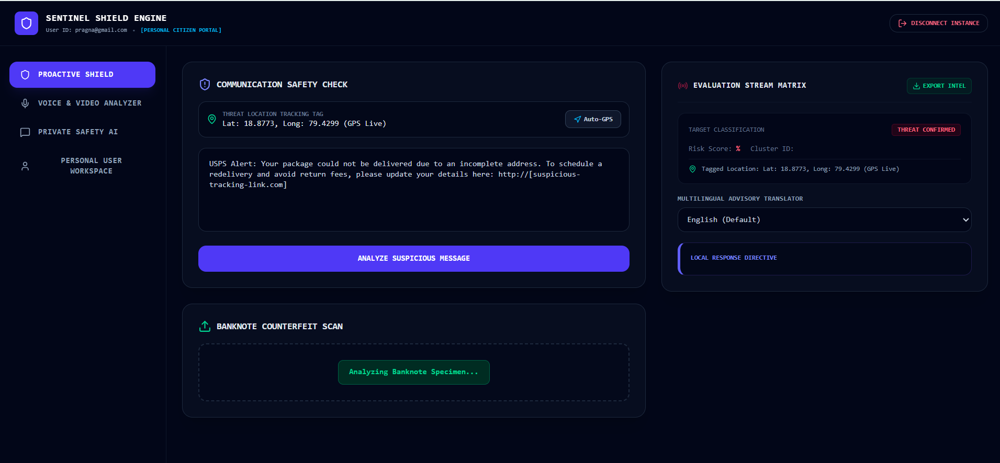 SENTINEL SHIELD ENGINE
User ID: pragna@gmail.com • [PERSONAL CITIZEN PORTAL]
DISCONNECT INSTANCE
PROACTIVE SHIELD
VOICE & VIDEO ANALYZER
PRIVATE SAFETY AI
PERSONAL USER
WORKSPACE
COMMUNICATION SAFETY CHECK
THREAT LOCATION TRACKING TAG
Lat: 18.8773, Long: 79.4299 (GPS Live)
Auto-GPS
USPS Alert: Your package could not be delivered due to an incomplete address. To schedule a
redelivery and avoid return fees, please update your details here: http://[suspicious-
tracking-link.com]
ANALYZE SUSPICIOUS MESSAGE
BANKNOTE COUNTERFEIT SCAN
Analyzing Banknote Specimen...
EVALUATION STREAM MATRIX
EXPORT INTEL
TARGET CLASSIFICATION
THREAT CONFIRMED
Risk Score: % Cluster ID:
Tagged Location: Lat: 18.8773, Long: 79.4299 (GPS Live)
MULTILINGUAL ADVISORY TRANSLATOR
English (Default)
LOCAL RESPONSE DIRECTIVE